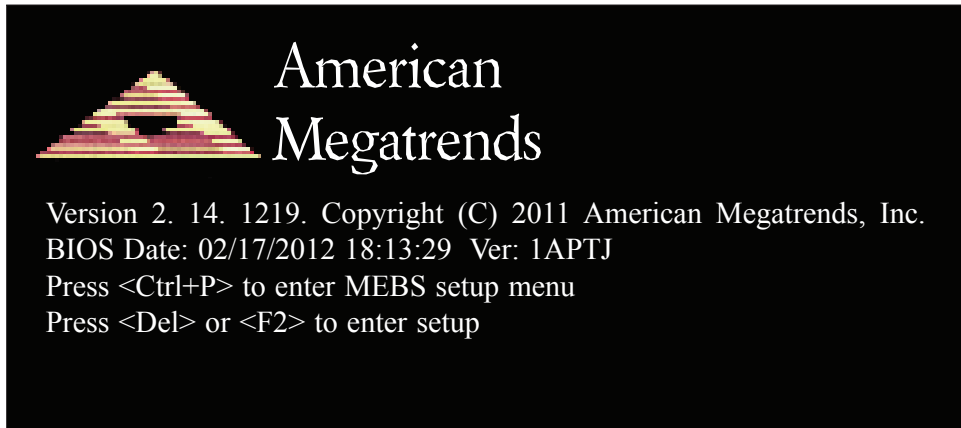 American
Megatrends
Version 2. 14. 1219. Copyright (C) 2011 American Megatrends, Inc.
BIOS Date: 02/17/2012 18:13:29 Ver: 1APTJ
Press <Ctrl+P> to enter MEBS setup menu
Press <Del> or <F2> to enter setup